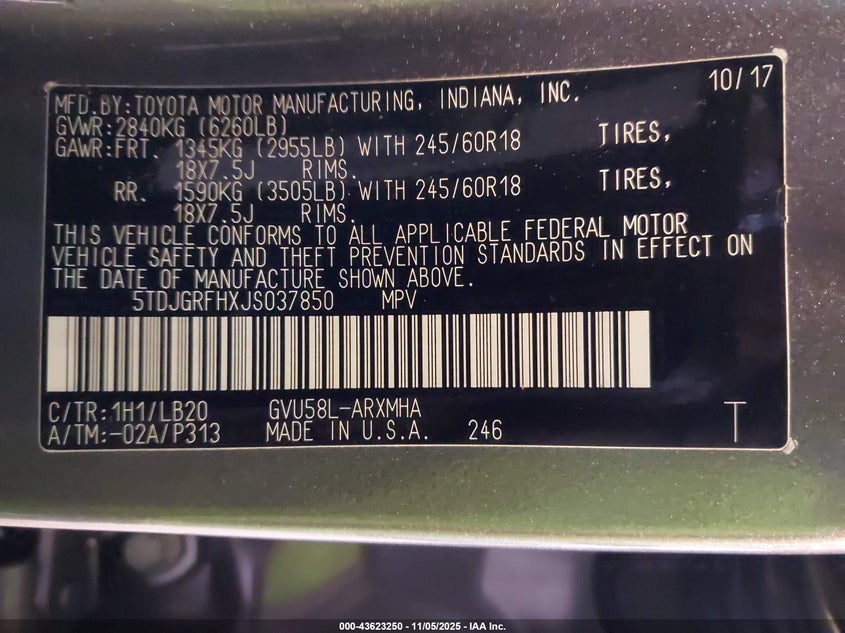 10/17
MFD.BY:TOYOTA MOTOR MANUFACTURING, INDIANA, INC.
GVWR:2840KG (6260LB)
GAWR:FRT. 1345KG (2955LB) WITH 245/60R18 TIRES,
18X7.5J RIMS.
RR. 1590KG (3505LB) WITH 245/60R18 TIRES,
18X7.5J RIMS.
THIS VEHICLE CONFORMS TO ALL APPLICABLE FEDERAL MOTOR
VEHICLE SAFETY AND THEFT PREVENTION STANDARDS IN EFFECT ON
THE DATE OF MANUFACTURE SHOWN ABOVE.
5TDJGRFHXJS037850 MPV
C/TR:1H1/LB20 GVU58L-ARXMHA
A/TM:-02A/P313 MADE IN U.S.A. 246 T
000-43623250 - 11/05/2025 - IAA Inc.